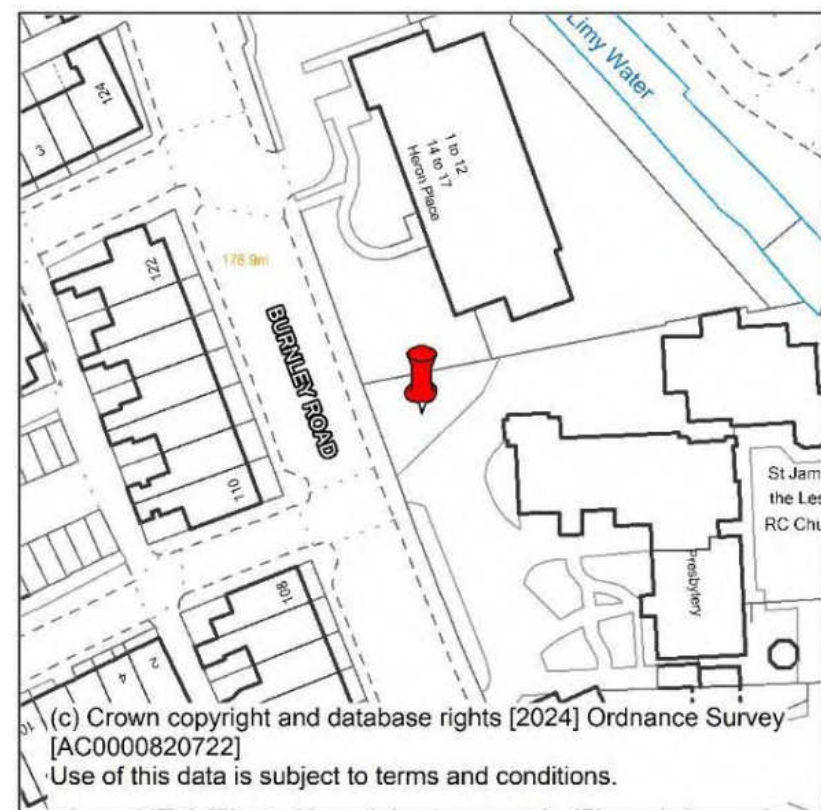 Limy Water
124
3
1 to 12
14 to 17
Heron Place
122
178.9m
BURNLEY ROAD
110
St Jam
the Les
RC Chu
Presbytery
108
2
4
10
(c) Crown copyright and database rights [2024] Ordnance Survey
[AC0000820722]
Use of this data is subject to terms and conditions.